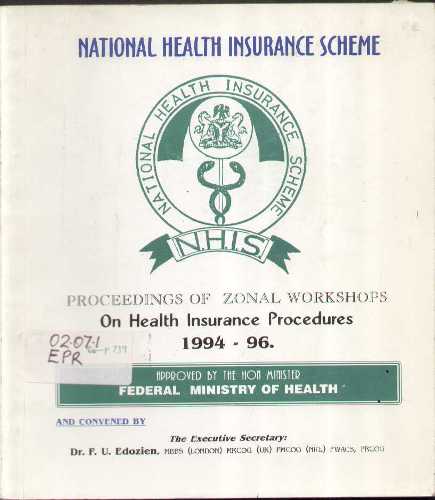 NATIONAL HEALTH INSURANCE SCHEME
NATIONAL HEALTH INSURANCE SCHEME
N.H.I.S.
PROCEEDINGS OF ZONAL WORKSHOPS
On Health Insurance Procedures
1994 - 96.
02.07.1
EPR
APPROVED BY THE HON MINISTER
FEDERAL MINISTRY OF HEALTH
AND CONVENED BY
The Executive Secretary:
Dr. F. U. Edozien, MBBS (LONDON) MRCOG (UK) FMCOG (NIG.) FWACS, FRCOG